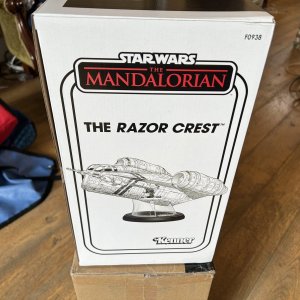 F0938
STAR WARS
THE
MANDALORIAN
THE RAZOR CREST™
Kenner